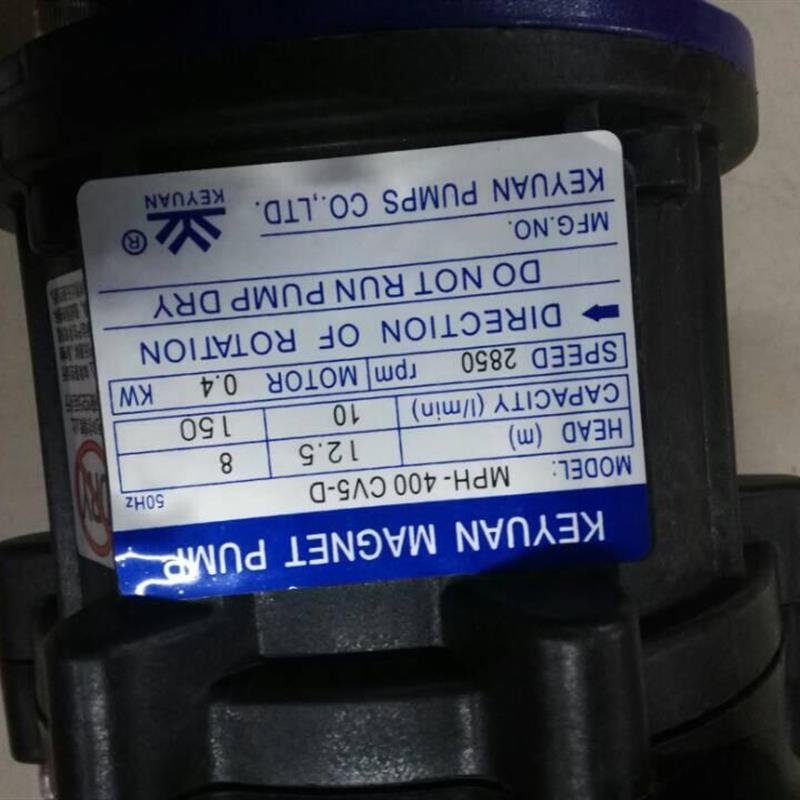 KEYUAN MAGNET PUMP
MODEL: MPH-400 CV5-D 50Hz
HEAD (m) 12.5 8
CAPACITY (l/min) 10 150
SPEED 2850 rpm MOTOR 0.4 KW
DIRECTION OF ROTATION
DO NOT RUN PUMP DRY
MFG.NO.
KEYUAN PUMPS CO.,LTD.
®
KEYUAN
DRY